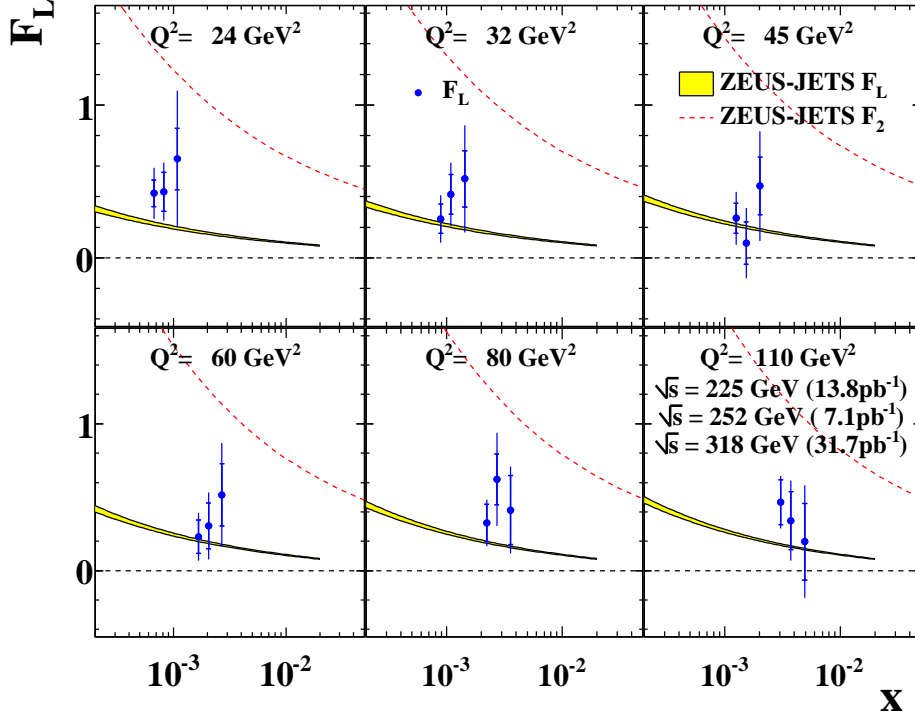 F_L
Q² = 24 GeV²
Q² = 32 GeV²
Q² = 45 GeV²
F_L
ZEUS-JETS F_L
ZEUS-JETS F_2
1
0
Q² = 60 GeV²
Q² = 80 GeV²
Q² = 110 GeV²
√s = 225 GeV (13.8pb⁻¹)
√s = 252 GeV ( 7.1pb⁻¹)
√s = 318 GeV (31.7pb⁻¹)
1
0
10⁻³ 10⁻² 10⁻³ 10⁻² 10⁻³ 10⁻²
x